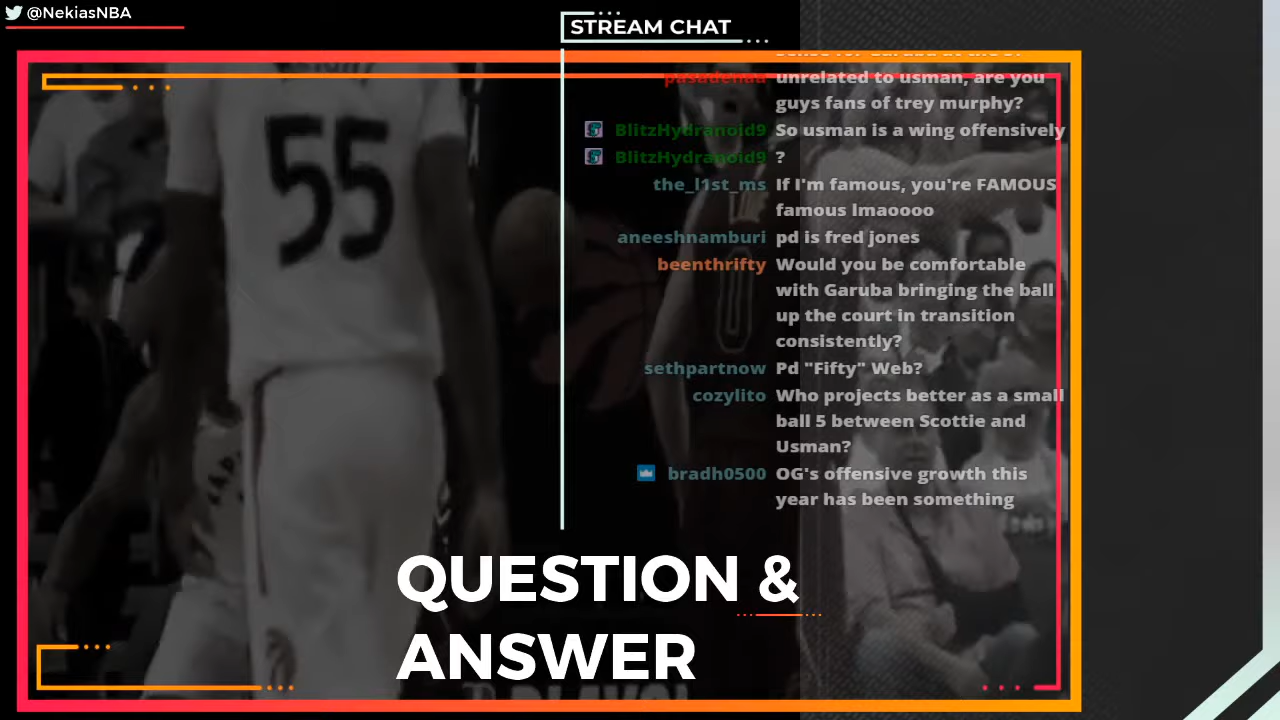 @NekiasNBA
STREAM CHAT
pasadenaa unrelated to usman, are you
guys fans of trey murphy?
BlitzHydranoid9 So usman is a wing offensively
BlitzHydranoid9 ?
the_l1st_ms If I'm famous, you're FAMOUS
famous lmaoooo
aneeshnamburi pd is fred jones
beenthrifty Would you be comfortable
with Garuba bringing the ball
up the court in transition
consistently?
sethpartnow Pd "Fifty" Web?
cozylito Who projects better as a small
ball 5 between Scottie and
Usman?
bradh0500 OG's offensive growth this
year has been something
55
QUESTION &
ANSWER